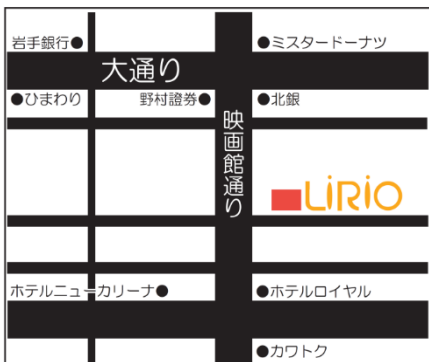 岩手銀行●
●ミスタードーナツ
大通り
●ひまわり
野村證券●
●北銀
映画館通り
LiRiO
ホテルニューカリーナ●
●ホテルロイヤル
●カワトク